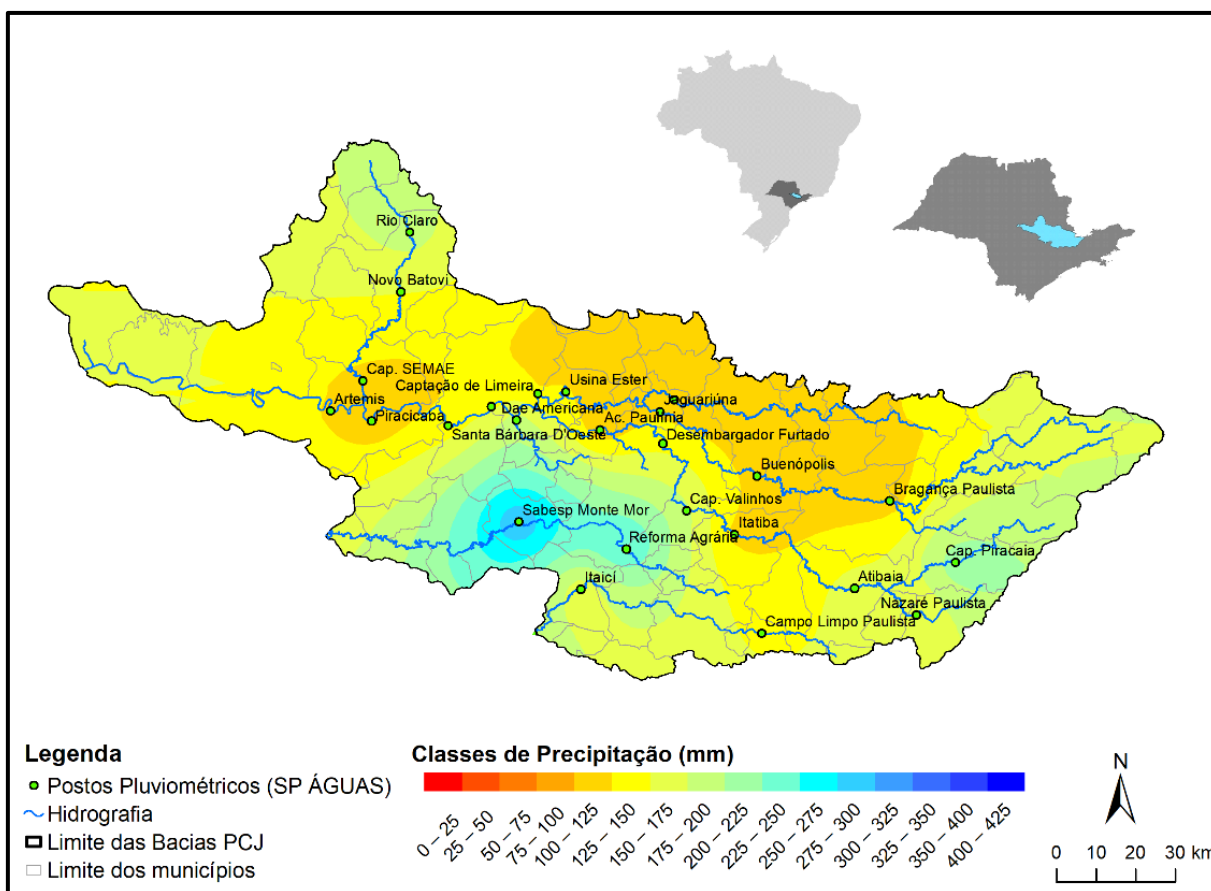 Rio Claro
Novo Batovi
Cap. SEMAE
Captação de Limeira
Usina Ester
Artemis
Piracicaba
Dae Americana
Jaguariúna
Ac. Paulinia
Santa Bárbara D'Oeste
Desembargador Furtado
Buenópolis
Bragança Paulista
Cap. Valinhos
Sabesp Monte Mor
Itatiba
Reforma Agrária
Cap. Piracaia
Itaicí
Atibaia
Nazaré Paulista
Campo Limpo Paulista
Legenda
Postos Pluviométricos (SP ÁGUAS)
Hidrografia
Limite das Bacias PCJ
Limite dos municípios
Classes de Precipitação (mm)
0 – 25
25 – 50
50 – 75
75 – 100
100 – 125
125 – 150
150 – 175
175 – 200
200 – 225
225 – 250
250 – 275
275 – 300
300 – 325
325 – 350
350 – 400
400 – 425
N
0 10 20 30 km